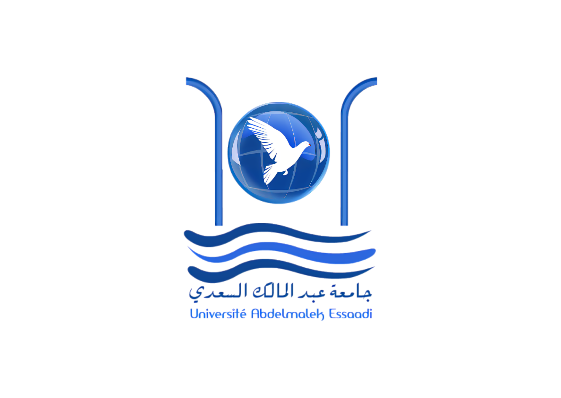 جامعة عبد المالك السعدي
Université Abdelmalek Essaadi